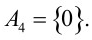 A₄ = {0}.